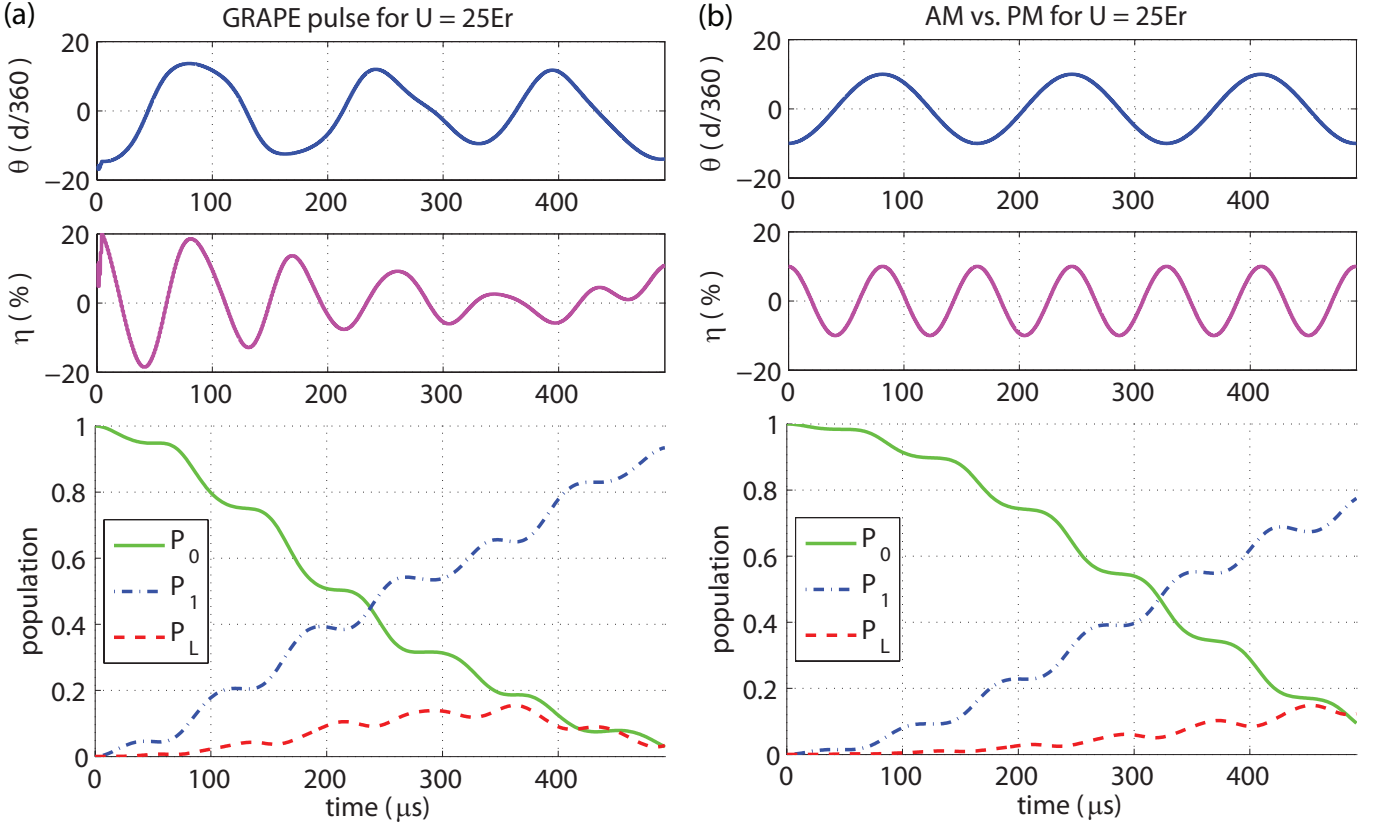 (a)
GRAPE pulse for U = 25Er
20
0
−20
θ ( d/360 )
0 100 200 300 400
20
0
−20
η ( % )
0 100 200 300 400
1
0.8
0.6
0.4
0.2
0
population
P0
P1
PL
0 100 200 300 400
time ( μs )
(b)
AM vs. PM for U = 25Er
20
0
−20
θ ( d/360 )
0 100 200 300 400
20
0
−20
η ( % )
0 100 200 300 400
1
0.8
0.6
0.4
0.2
0
population
P0
P1
PL
0 100 200 300 400
time ( μs )